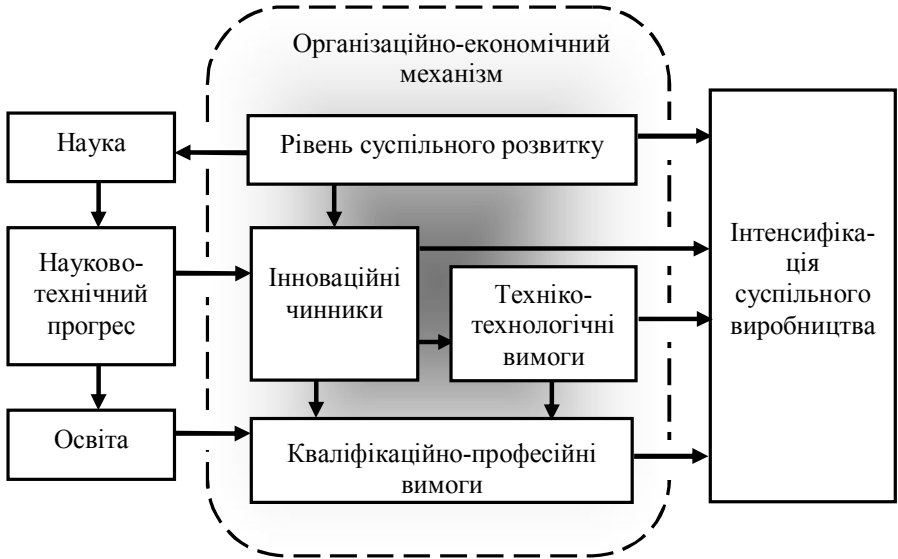 Організаційно-економічний
механізм
Наука
Рівень суспільного розвитку
Науково-
технічний
прогрес
Інноваційні
чинники
Техніко-
технологічні
вимоги
Інтенсифіка-
ція
суспільного
виробництва
Освіта
Кваліфікаційно-професійні
вимоги